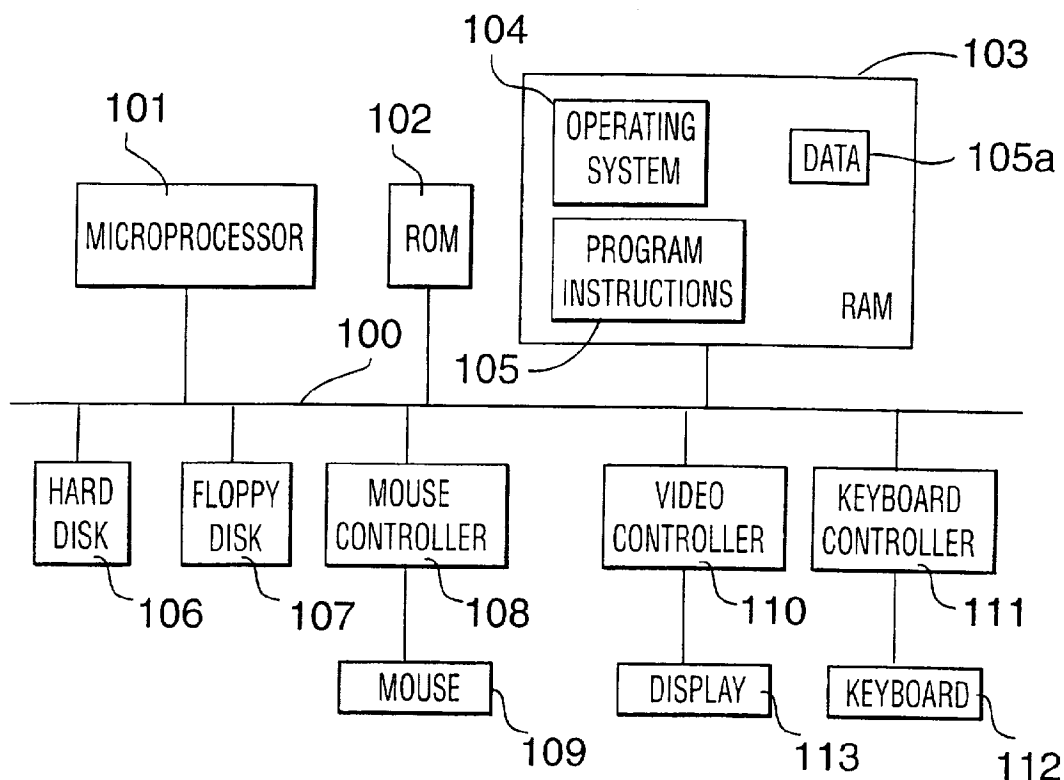 104
103
101
102
OPERATING
SYSTEM
DATA
105a
MICROPROCESSOR
ROM
PROGRAM
INSTRUCTIONS
RAM
100
105
HARD
DISK
FLOPPY
DISK
MOUSE
CONTROLLER
VIDEO
CONTROLLER
KEYBOARD
CONTROLLER
106
107
108
110
111
MOUSE
DISPLAY
KEYBOARD
109
113
112